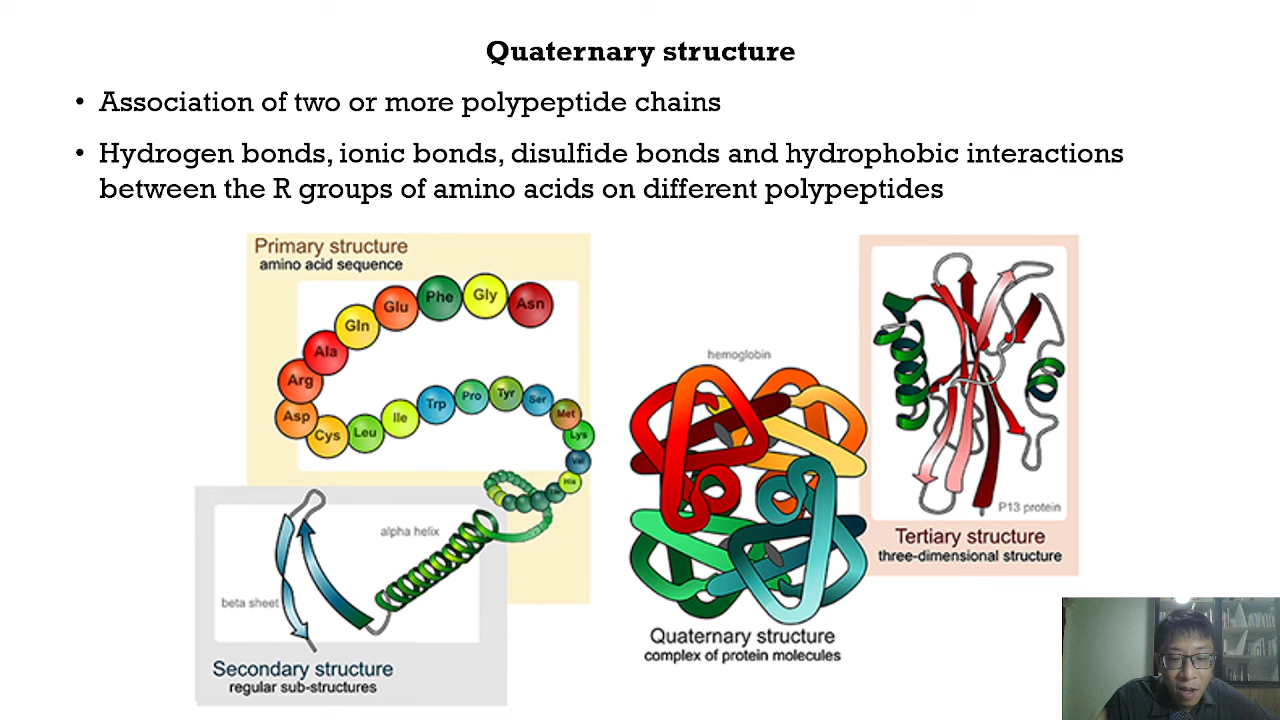 Quaternary structure
• Association of two or more polypeptide chains
• Hydrogen bonds, ionic bonds, disulfide bonds and hydrophobic interactions
between the R groups of amino acids on different polypeptides
Primary structure
amino acid sequence
Asn
Gly
Phe
Glu
Gln
Ala
Arg
Asp
Cys
Leu
Ile
Trp
Pro
Tyr
Ser
Met
Lys
Val
His
alpha helix
beta sheet
Secondary structure
regular sub-structures
hemoglobin
Quaternary structure
complex of protein molecules
P13 protein
Tertiary structure
three-dimensional structure